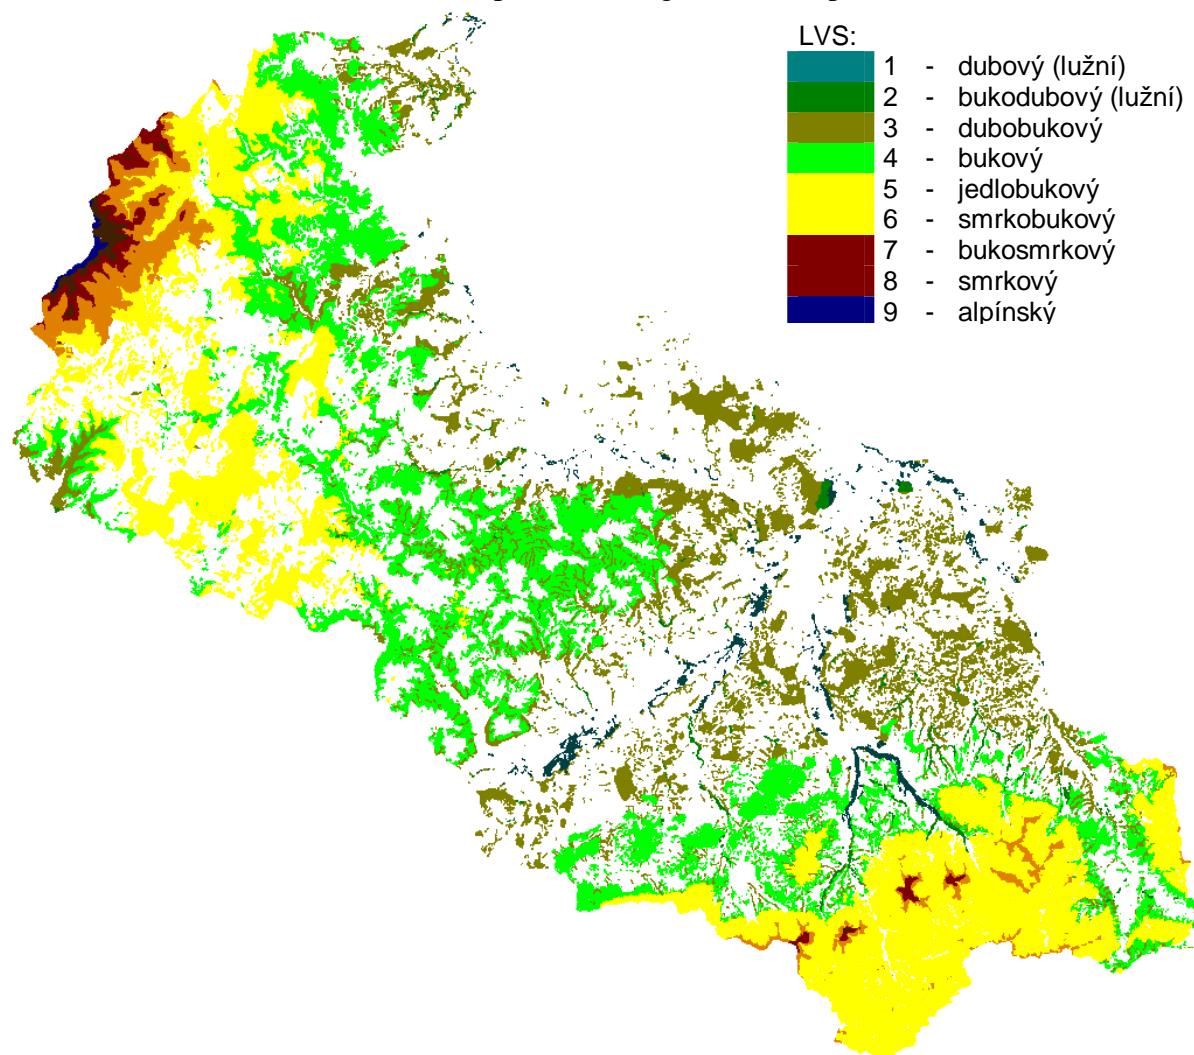 LVS:
1 - dubový (lužní)
2 - bukodubový (lužní)
3 - dubobukový
4 - bukový
5 - jedlobukový
6 - smrkobukový
7 - bukosmrkový
8 - smrkový
9 - alpínský